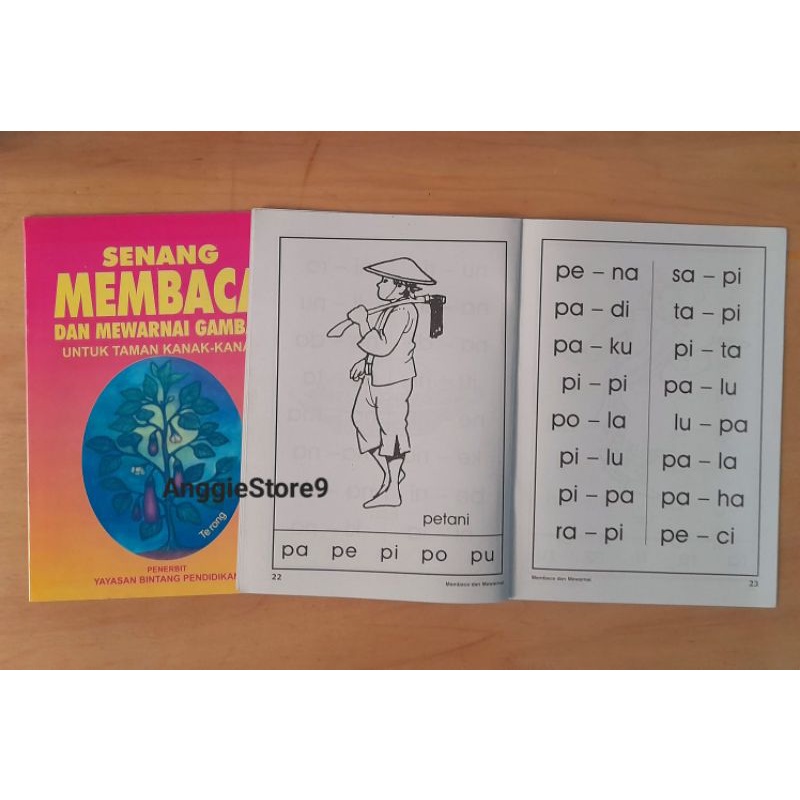 SENANG
MEMBACA
DAN MEWARNAI GAMBA
UNTUK TAMAN KANAK-KANA
Te rong
PENERBIT
YAYASAN BINTANG PENDIDIKAN
AnggieStore9
petani
pa pe pi po pu
22
Membaca dan Mewarnai
pe – na
pa – di
pa – ku
pi – pi
po – la
pi – lu
pi – pa
ra – pi
sa – pi
ta – pi
pi – ta
pa – lu
lu – pa
pa – la
pa – ha
pe – ci
Membaca dan Mewarnai
23